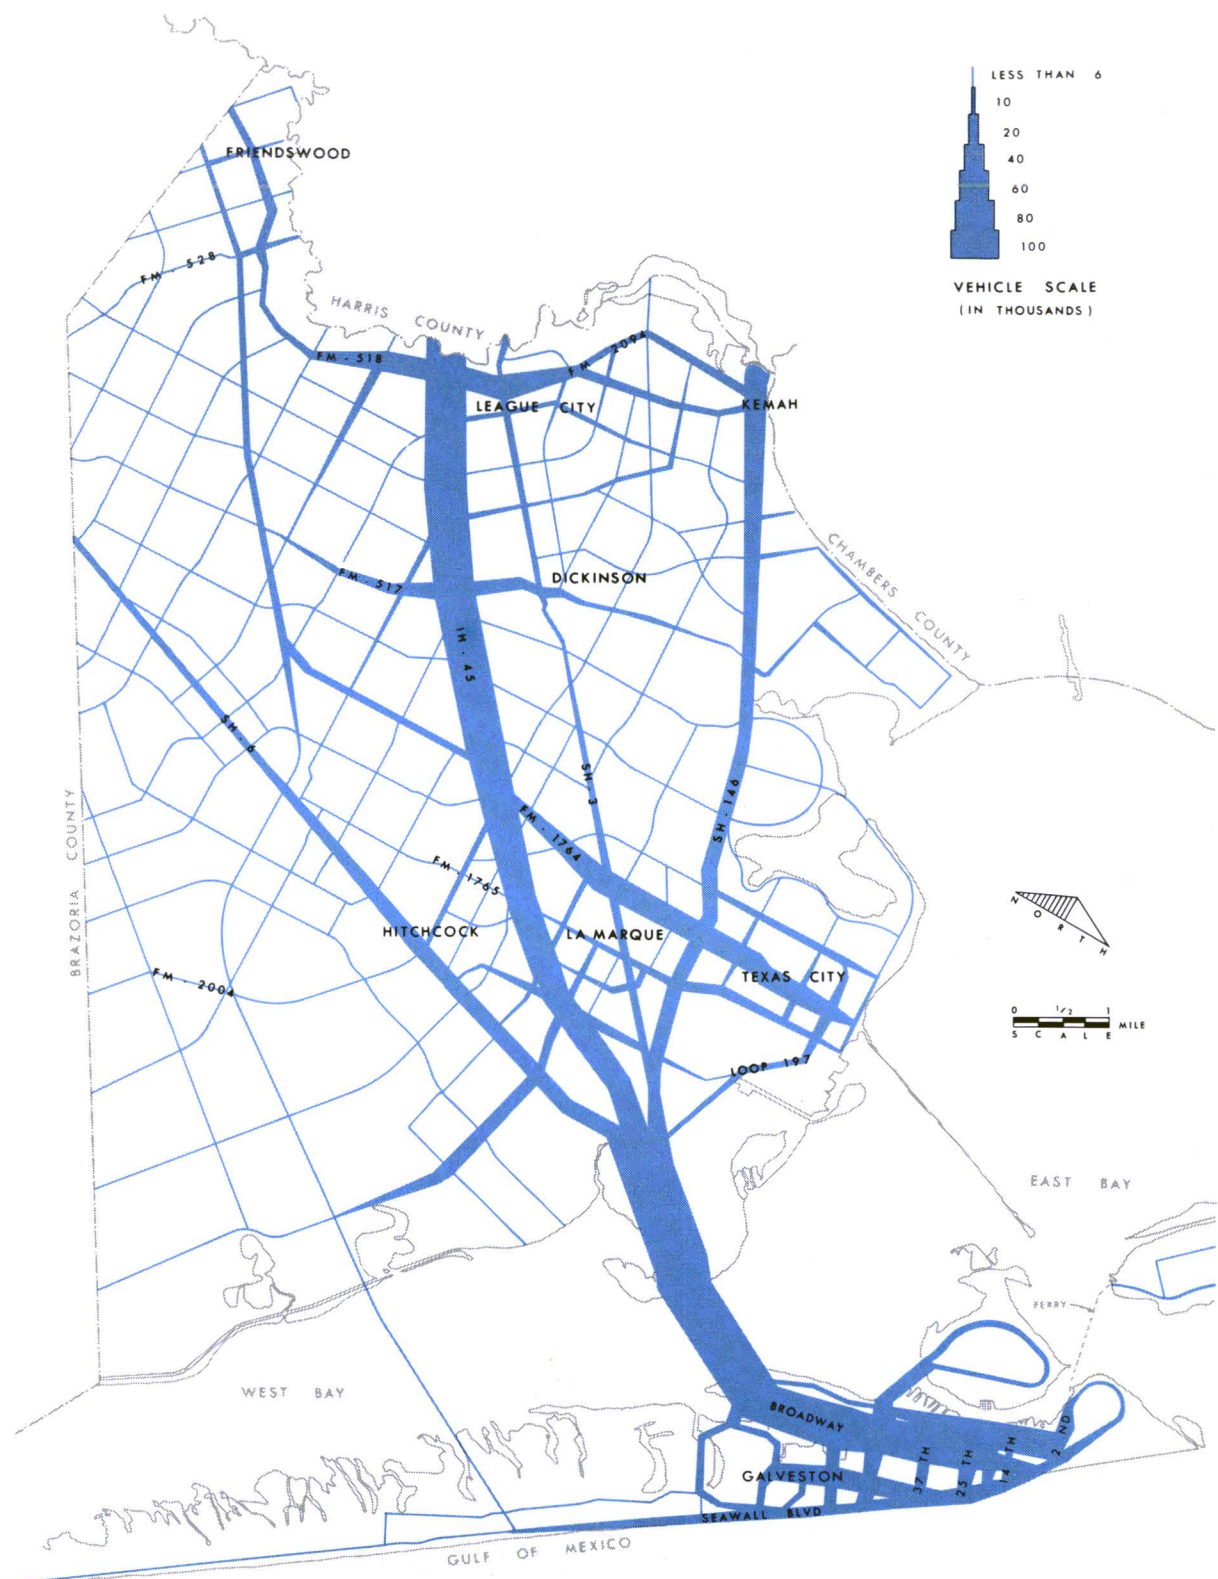 LESS THAN 6
10
20
40
60
80
100
VEHICLE SCALE
(IN THOUSANDS)
FRIENDSWOOD
FM - 528
HARRIS COUNTY
FM - 518
FM - 2094
LEAGUE CITY
KEMAH
CHAMBERS COUNTY
FM - 517
DICKINSON
IH - 45
SH - 6
SH - 3
SH - 146
BRAZORIA COUNTY
FM - 1764
FM - 1765
HITCHCOCK
LA MARQUE
TEXAS CITY
FM - 2004
NORTH
0 1/2 1
MILE
SCALE
LOOP 197
EAST BAY
FERRY
WEST BAY
BROADWAY
2 ND
14 TH
25 TH
37 TH
GALVESTON
SEAWALL BLVD
GULF OF MEXICO